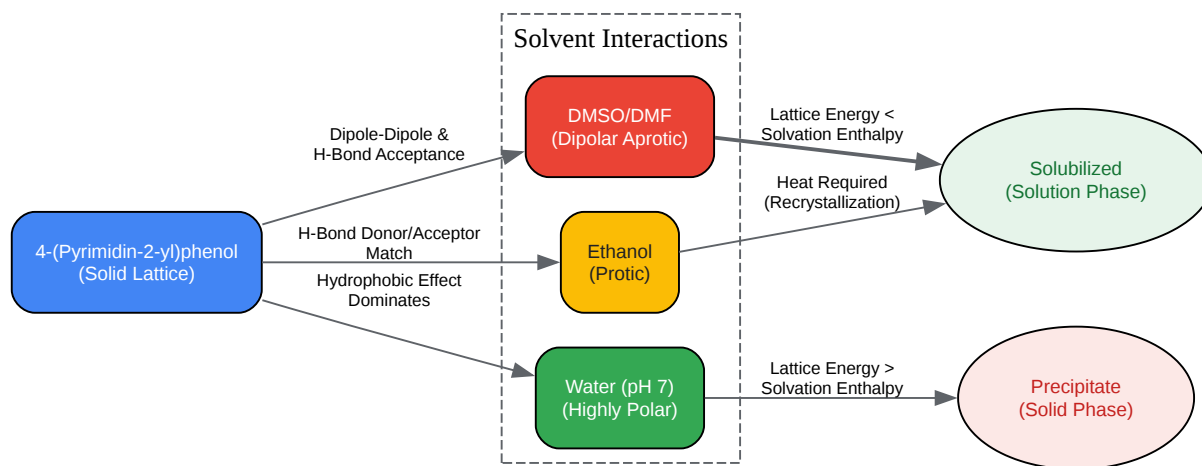 Solvent Interactions
DMSO/DMF
(Dipolar Aprotic)
Lattice Energy <
Solvation Enthalpy
Dipole-Dipole &
H-Bond Acceptance
Solubilized
(Solution Phase)
Heat Required
(Recrystallization)
4-(Pyrimidin-2-yl)phenol
(Solid Lattice)
H-Bond Donor/Acceptor
Match
Ethanol
(Protic)
Hydrophobic Effect
Dominates
Water (pH 7)
(Highly Polar)
Lattice Energy >
Solvation Enthalpy
Precipitate
(Solid Phase)